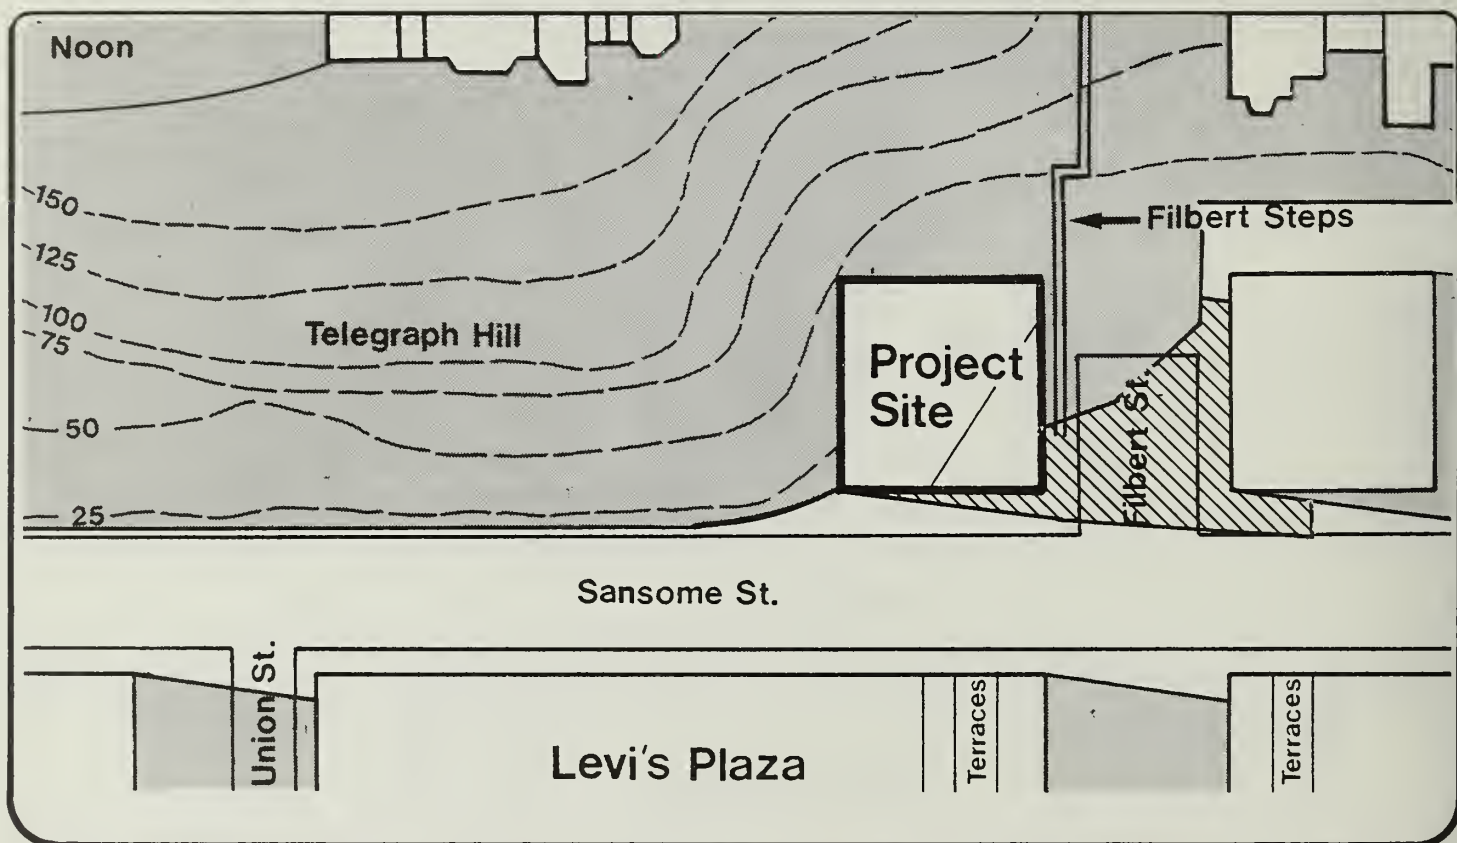 Noon
150
125
100
75
50
25
Telegraph Hill
Filbert Steps
Project
Site
Filbert St.
Sansome St.
Union St.
Levi's Plaza
Terraces
Terraces